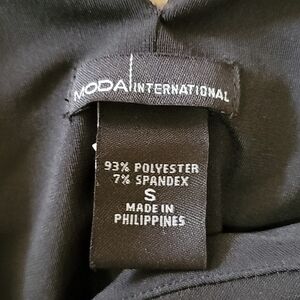 MODA INTERNATIONAL
93% POLYESTER
7% SPANDEX
S
MADE IN
PHILIPPINES